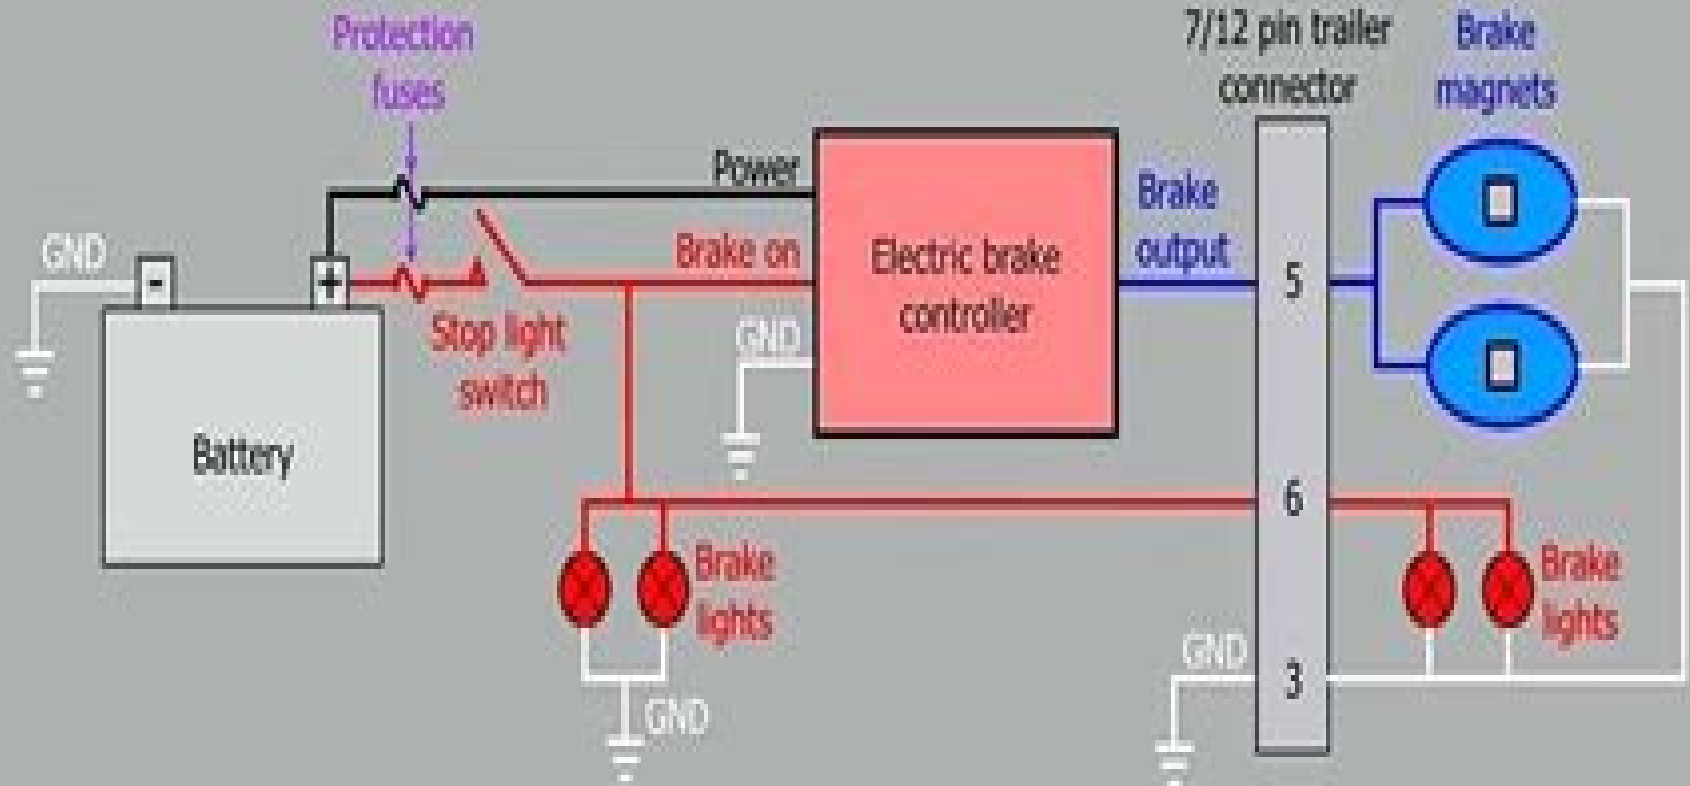 Protection
fuses
7/12 pin trailer
connector
Brake
magnets
Power
Brake
output
GND
-
+
Brake on
Electric brake
controller
5
Stop light
switch
GND
Battery
6
Brake
lights
Brake
lights
GND
3
GND